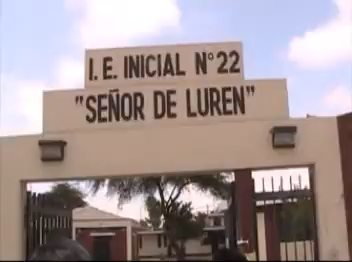 I. E. INICIAL N° 22
"SEÑOR DE LUREN"